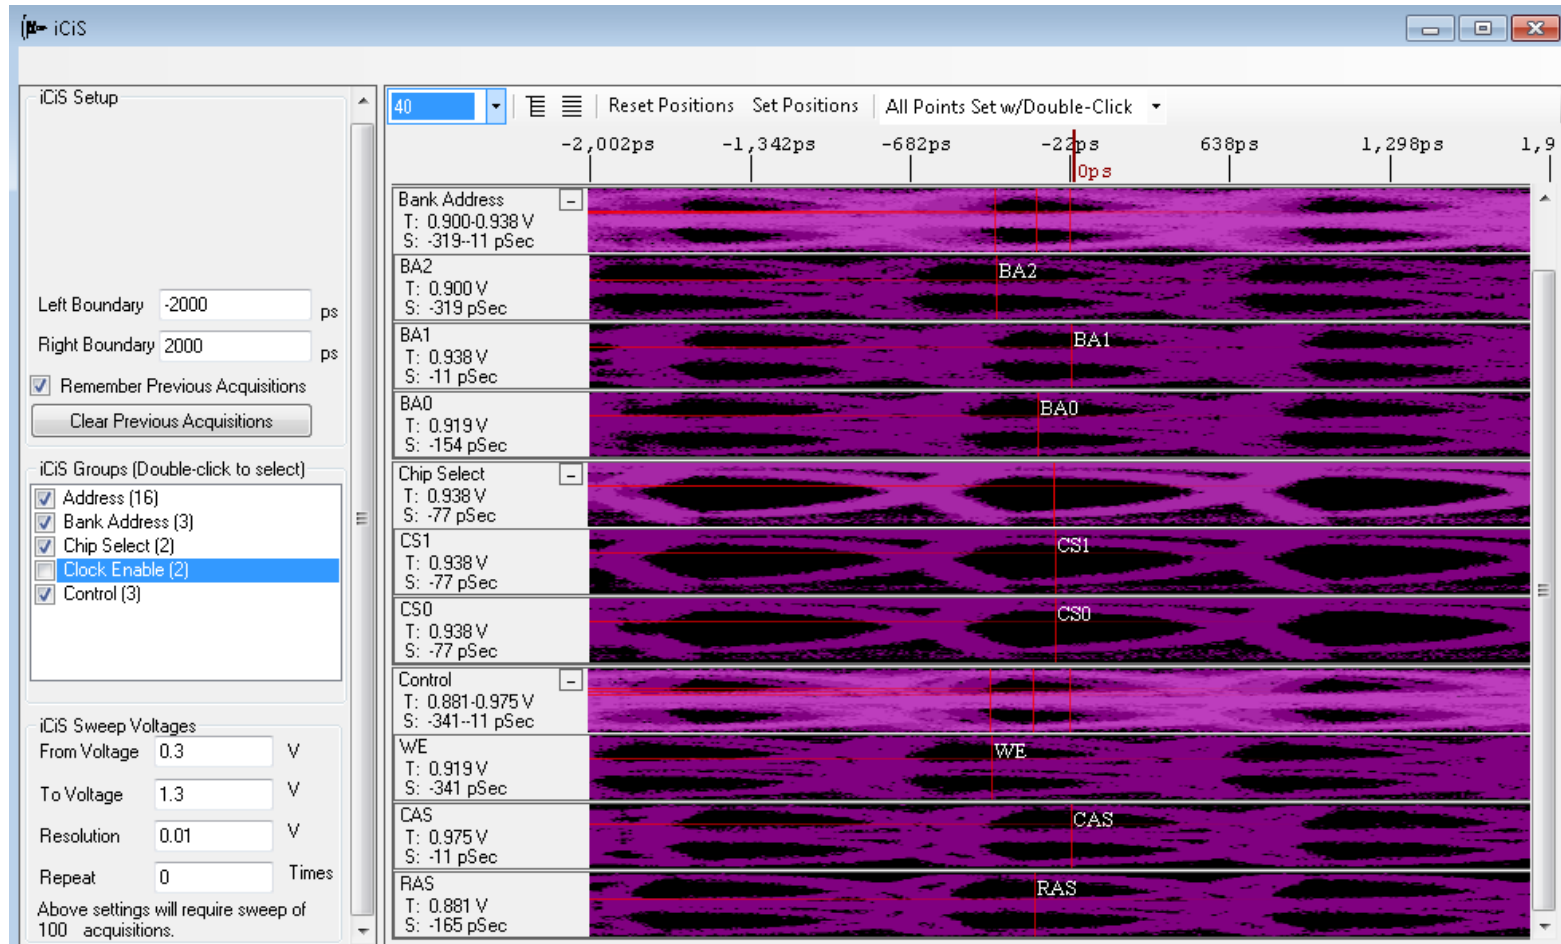 iCiS
iCiS Setup
Left Boundary -2000 ps
Right Boundary 2000 ps
Remember Previous Acquisitions
Clear Previous Acquisitions
iCiS Groups (Double-click to select)
Address (16)
Bank Address (3)
Chip Select (2)
Clock Enable (2)
Control (3)
iCiS Sweep Voltages
From Voltage 0.3 V
To Voltage 1.3 V
Resolution 0.01 V
Repeat 0 Times
Above settings will require sweep of
100 acquisitions.
40 Reset Positions Set Positions All Points Set w/Double-Click
-2,002ps -1,342ps -682ps -22ps 638ps 1,298ps 1,9
0ps
Bank Address
T: 0.900-0.938 V
S: -319--11 pSec
BA2 BA2
T: 0.900 V
S: -319 pSec
BA1 BA1
T: 0.938 V
S: -11 pSec
BA0 BA0
T: 0.919 V
S: -154 pSec
Chip Select
T: 0.938 V
S: -77 pSec
CS1 CS1
T: 0.938 V
S: -77 pSec
CS0 CS0
T: 0.938 V
S: -77 pSec
Control
T: 0.881-0.975 V
S: -341--11 pSec
WE WE
T: 0.919 V
S: -341 pSec
CAS CAS
T: 0.975 V
S: -11 pSec
RAS RAS
T: 0.881 V
S: -165 pSec